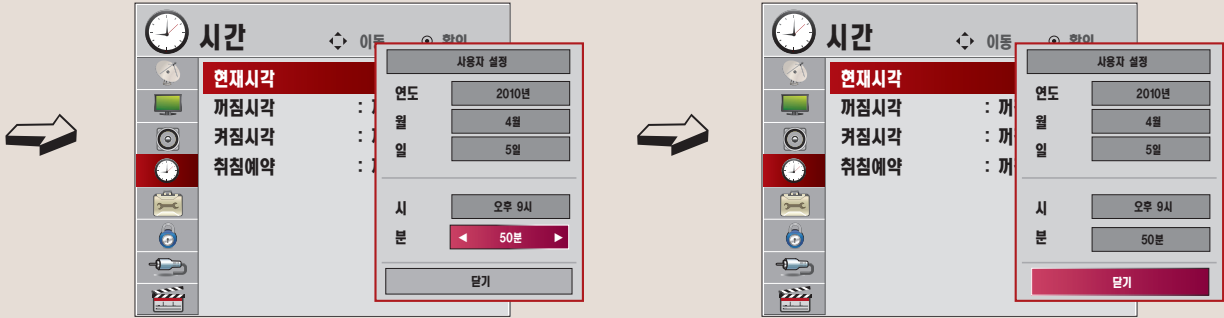 시간
이동
현재시각
꺼짐시각 :
켜짐시각 :
취침예약 :
사용자 설정
연도 2010년
월 4월
일 5일
시 오후 9시
분 ◀ 50분 ▶
닫기
시간
이동
현재시각
꺼짐시각 : 꺼
켜짐시각 : 꺼
취침예약 : 꺼
사용자 설정
연도 2010년
월 4월
일 5일
시 오후 9시
분 50분
닫기